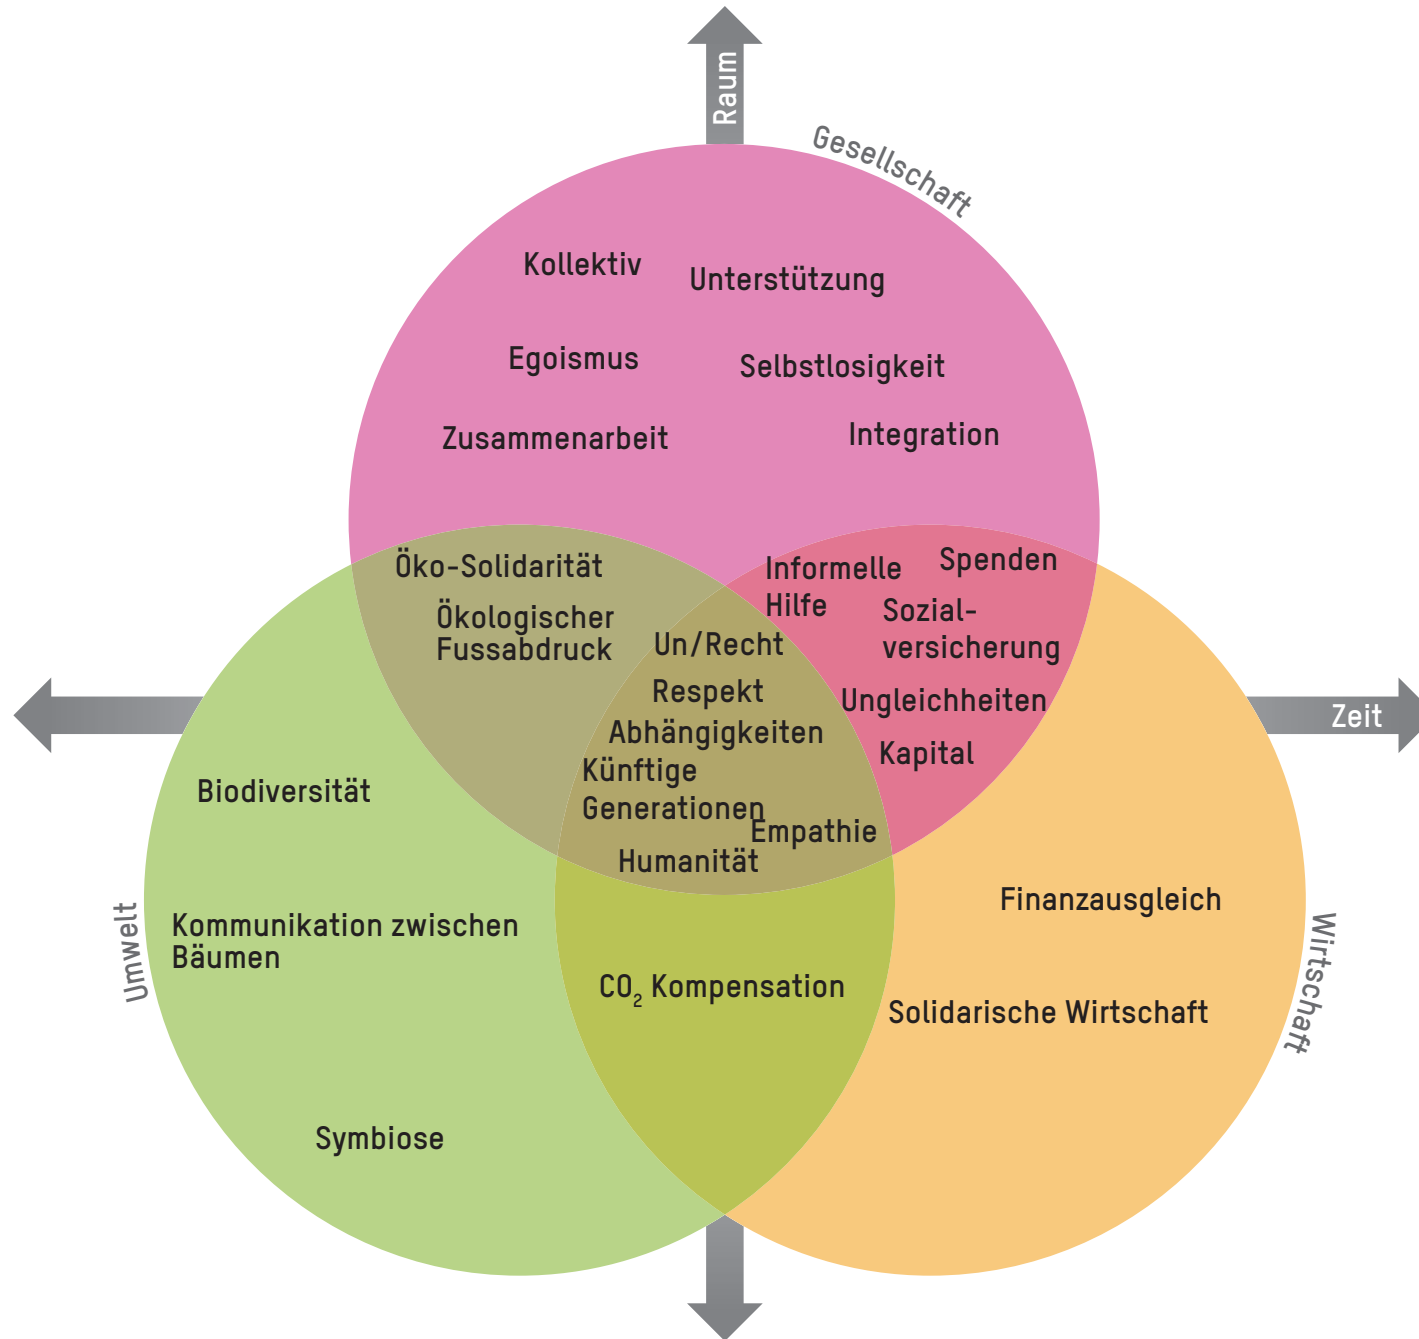 Raum
Gesellschaft
Kollektiv
Unterstützung
Egoismus
Selbstlosigkeit
Zusammenarbeit
Integration
Öko-Solidarität
Ökologischer
Fussabdruck
Informelle
Hilfe
Spenden
Sozial-
versicherung
Ungleichheiten
Kapital
Un/Recht
Respekt
Abhängigkeiten
Künftige
Generationen
Empathie
Humanität
Zeit
Biodiversität
Kommunikation zwischen
Bäumen
Symbiose
Umwelt
CO₂ Kompensation
Finanzausgleich
Solidarische Wirtschaft
Wirtschaft